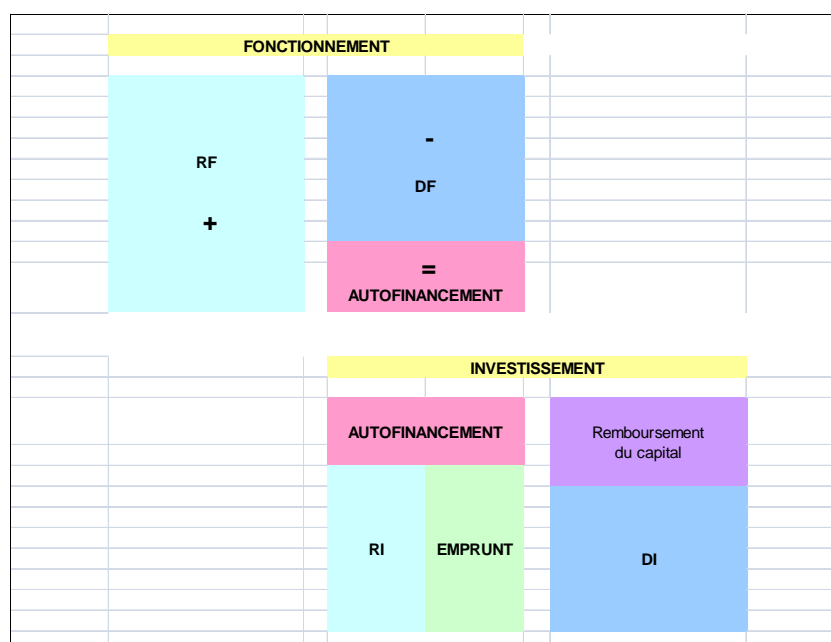 FONCTIONNEMENT
RF
+
-
DF
=
AUTOFINANCEMENT
INVESTISSEMENT
AUTOFINANCEMENT
Remboursement
du capital
RI
EMPRUNT
DI